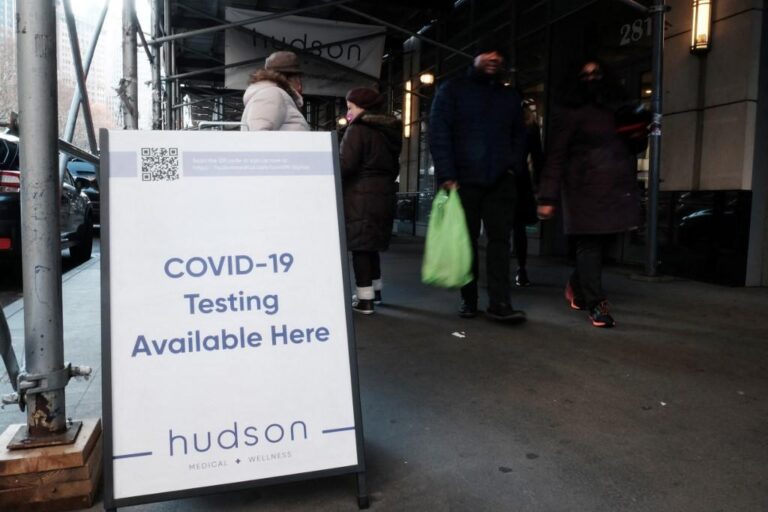 hudson
281
COVID-19
Testing
Available Here
hudson
MEDICAL + WELLNESS